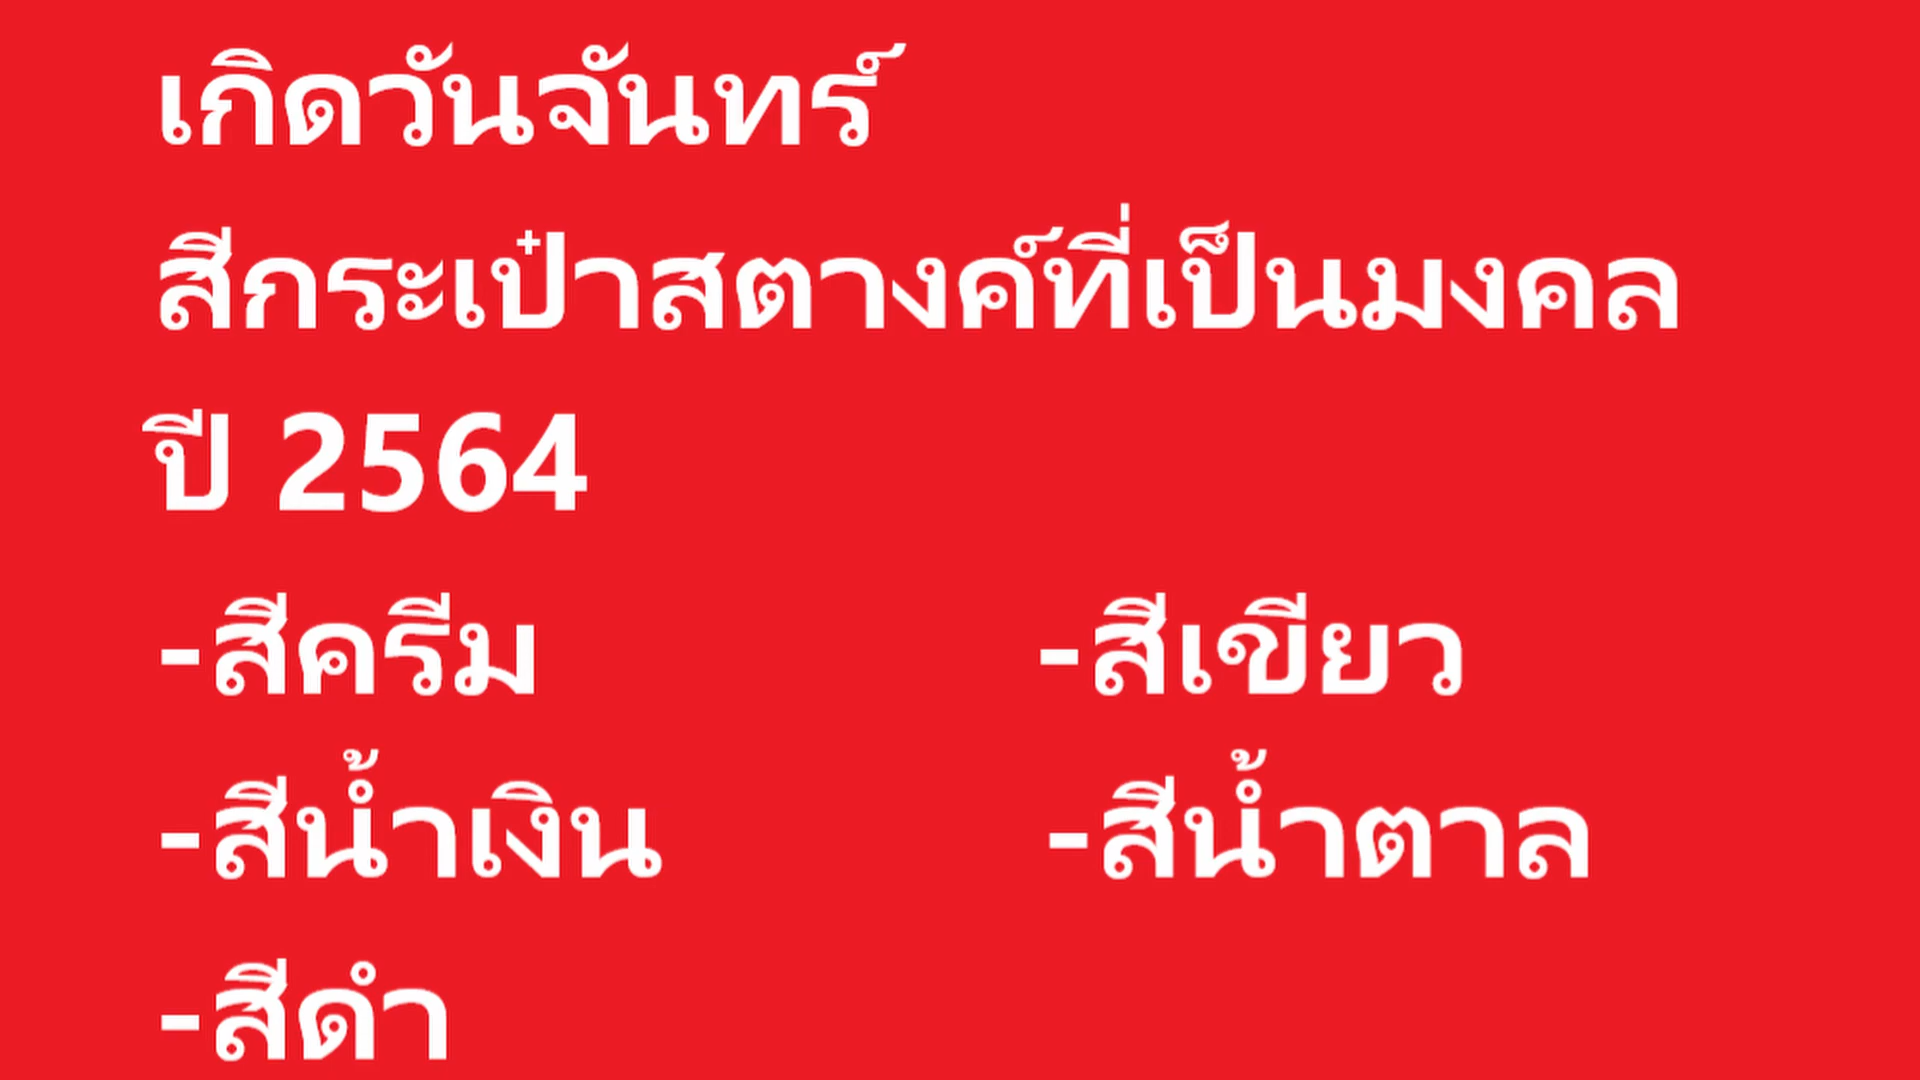 เกิดวันจันทร์
สีกระเป๋าสตางค์ที่เป็นมงคล
ปี 2564
-สีครีม -สีเขียว
-สีน้ำเงิน -สีน้ำตาล
-สีดำ